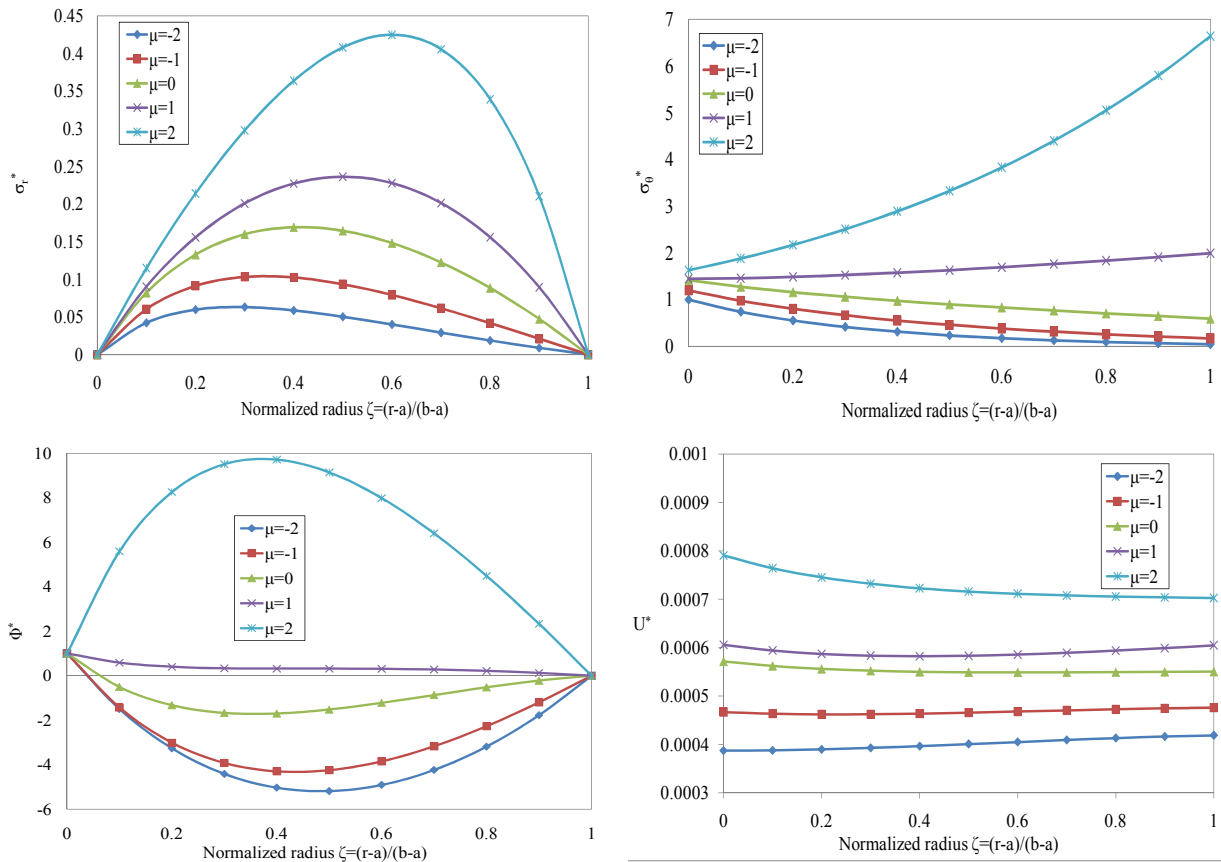 0.45
0.4
0.35
0.3
0.25
0.2
0.15
0.1
0.05
0
σr*
μ=-2
μ=-1
μ=0
μ=1
μ=2
0 0.2 0.4 0.6 0.8 1
Normalized radius ζ=(r-a)/(b-a)
7
6
5
4
3
2
1
0
σθ*
μ=-2
μ=-1
μ=0
μ=1
μ=2
0 0.2 0.4 0.6 0.8 1
Normalized radius ζ=(r-a)/(b-a)
10
8
6
4
2
0
-2
-4
-6
Φ*
μ=-2
μ=-1
μ=0
μ=1
μ=2
0 0.2 0.4 0.6 0.8 1
Normalized radius ζ=(r-a)/(b-a)
0.001
0.0009
0.0008
0.0007
0.0006
0.0005
0.0004
0.0003
U*
μ=-2
μ=-1
μ=0
μ=1
μ=2
0 0.2 0.4 0.6 0.8 1
Normalized radius ζ=(r-a)/(b-a)